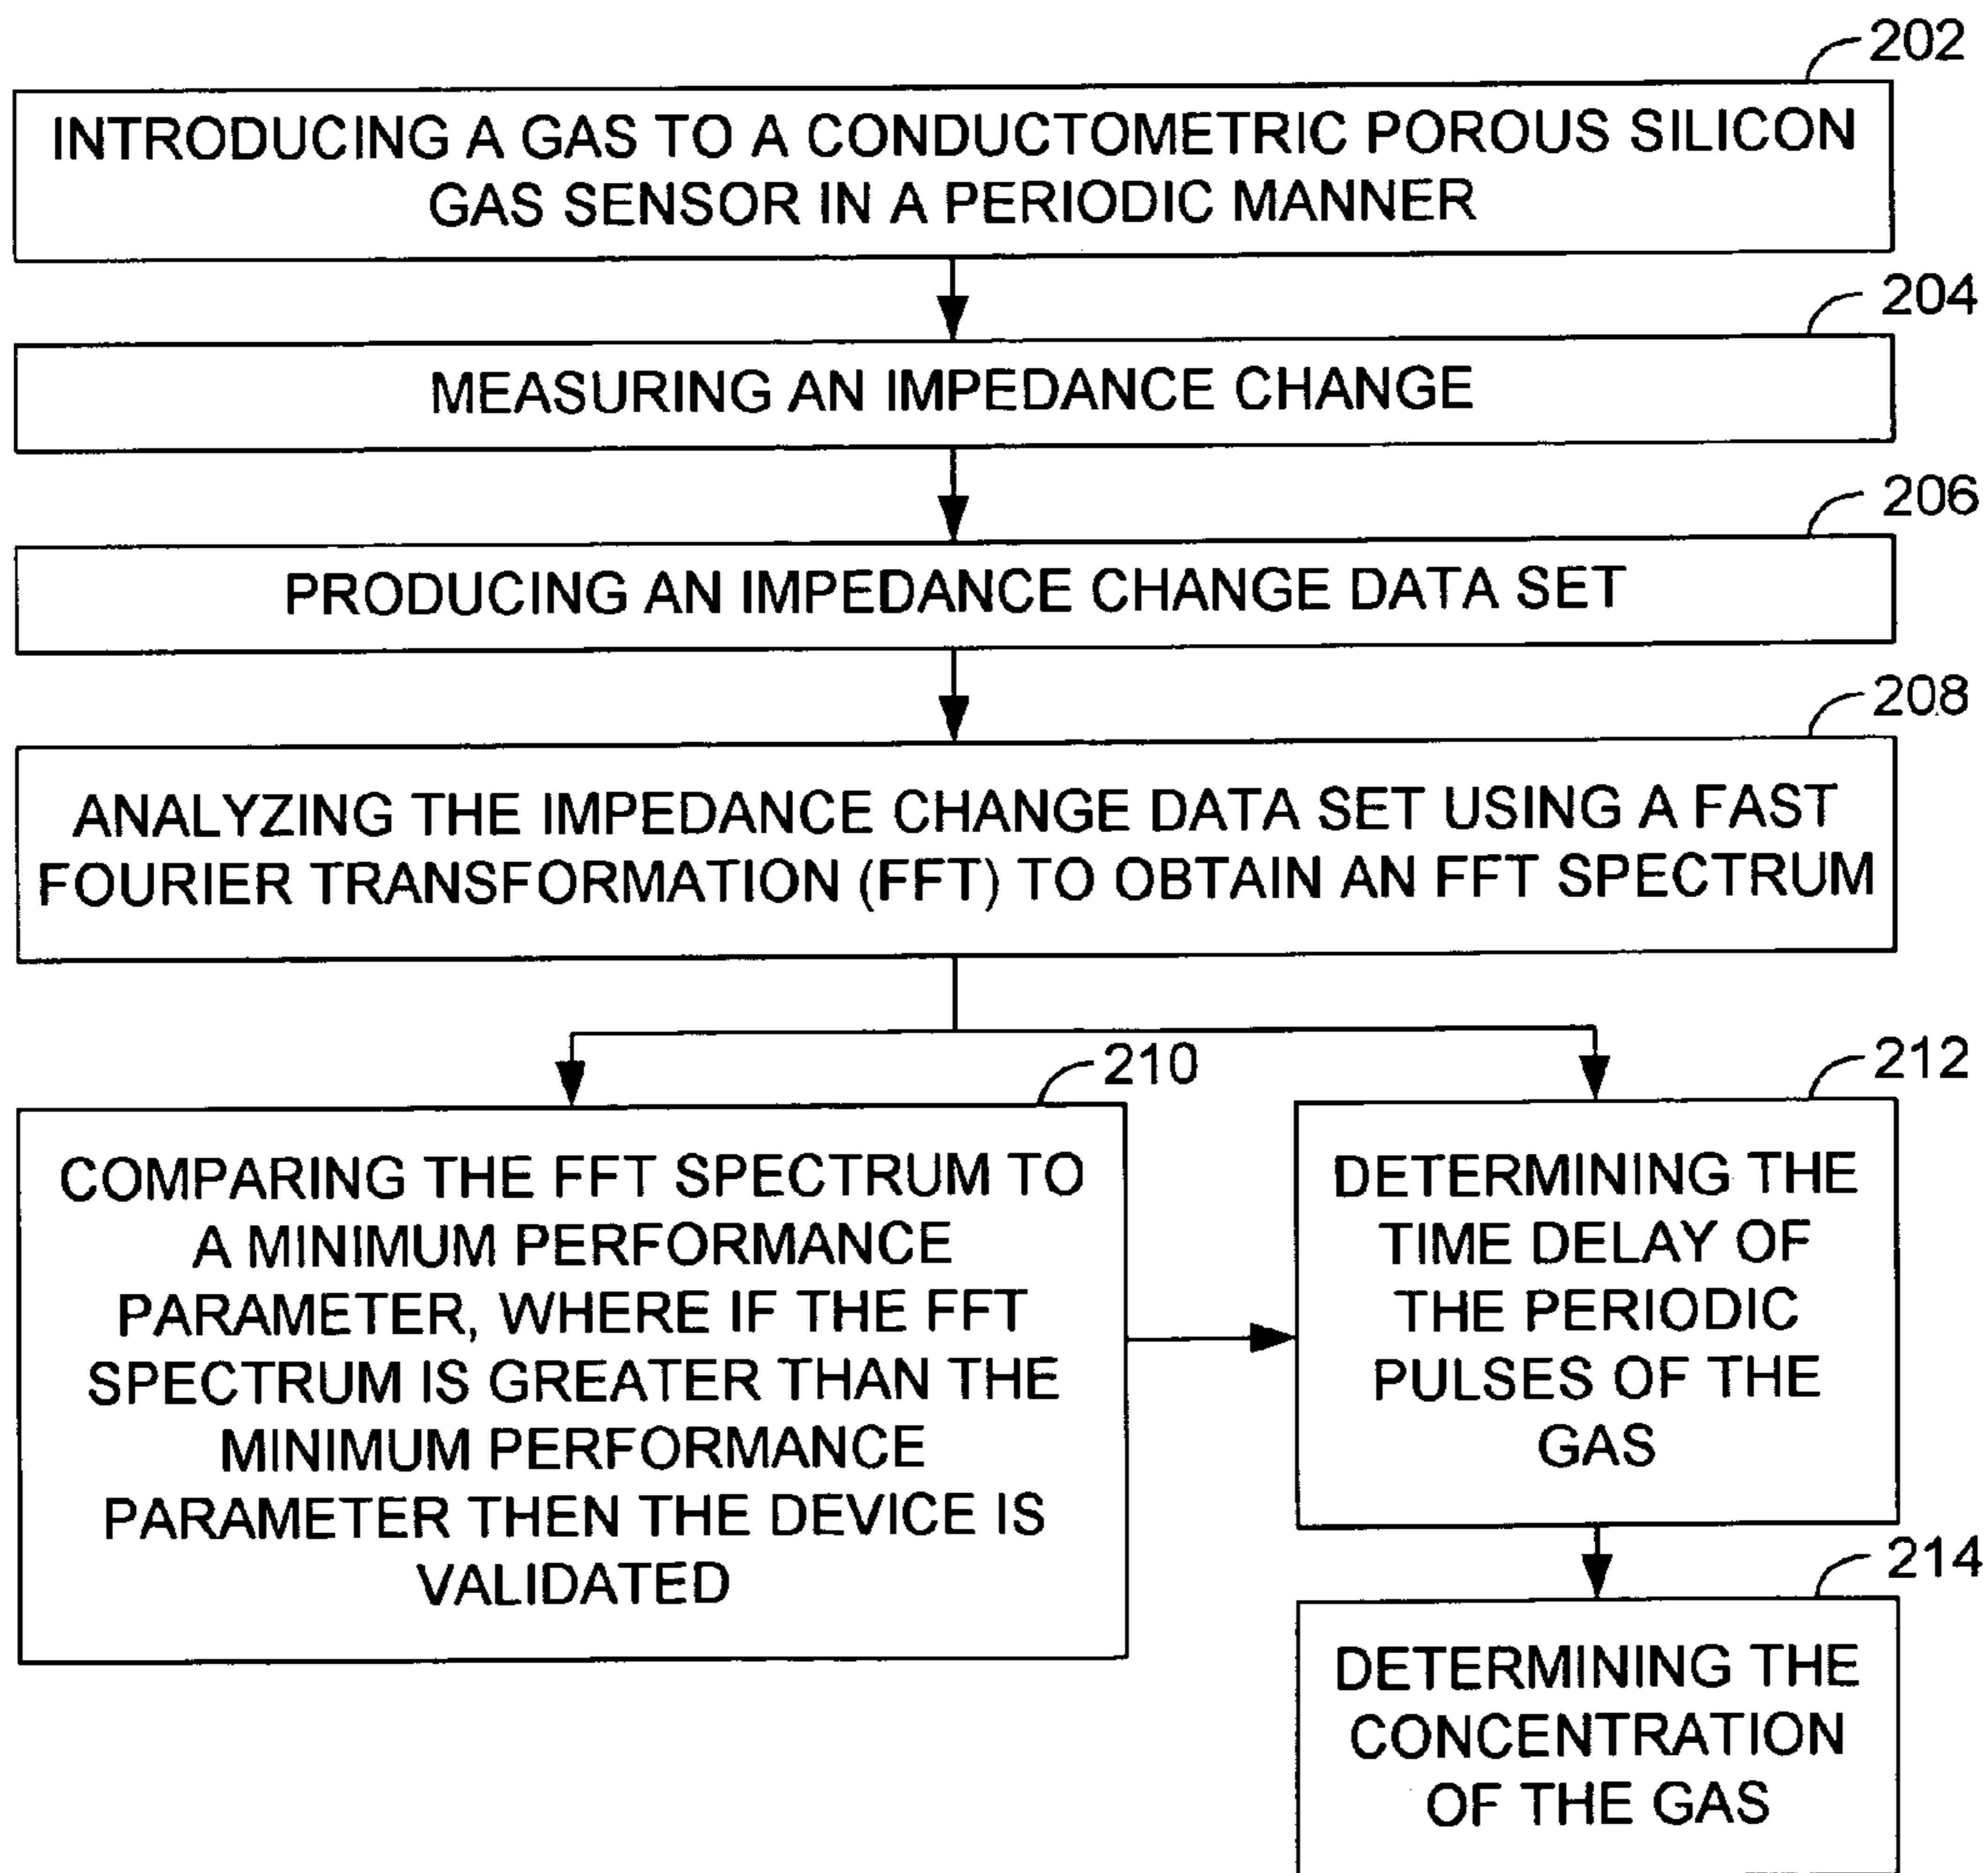 202
INTRODUCING A GAS TO A CONDUCTOMETRIC POROUS SILICON
GAS SENSOR IN A PERIODIC MANNER
204
MEASURING AN IMPEDANCE CHANGE
206
PRODUCING AN IMPEDANCE CHANGE DATA SET
208
ANALYZING THE IMPEDANCE CHANGE DATA SET USING A FAST
FOURIER TRANSFORMATION (FFT) TO OBTAIN AN FFT SPECTRUM
210
COMPARING THE FFT SPECTRUM TO
A MINIMUM PERFORMANCE
PARAMETER, WHERE IF THE FFT
SPECTRUM IS GREATER THAN THE
MINIMUM PERFORMANCE
PARAMETER THEN THE DEVICE IS
VALIDATED
212
DETERMINING THE
TIME DELAY OF
THE PERIODIC
PULSES OF THE
GAS
214
DETERMINING THE
CONCENTRATION
OF THE GAS